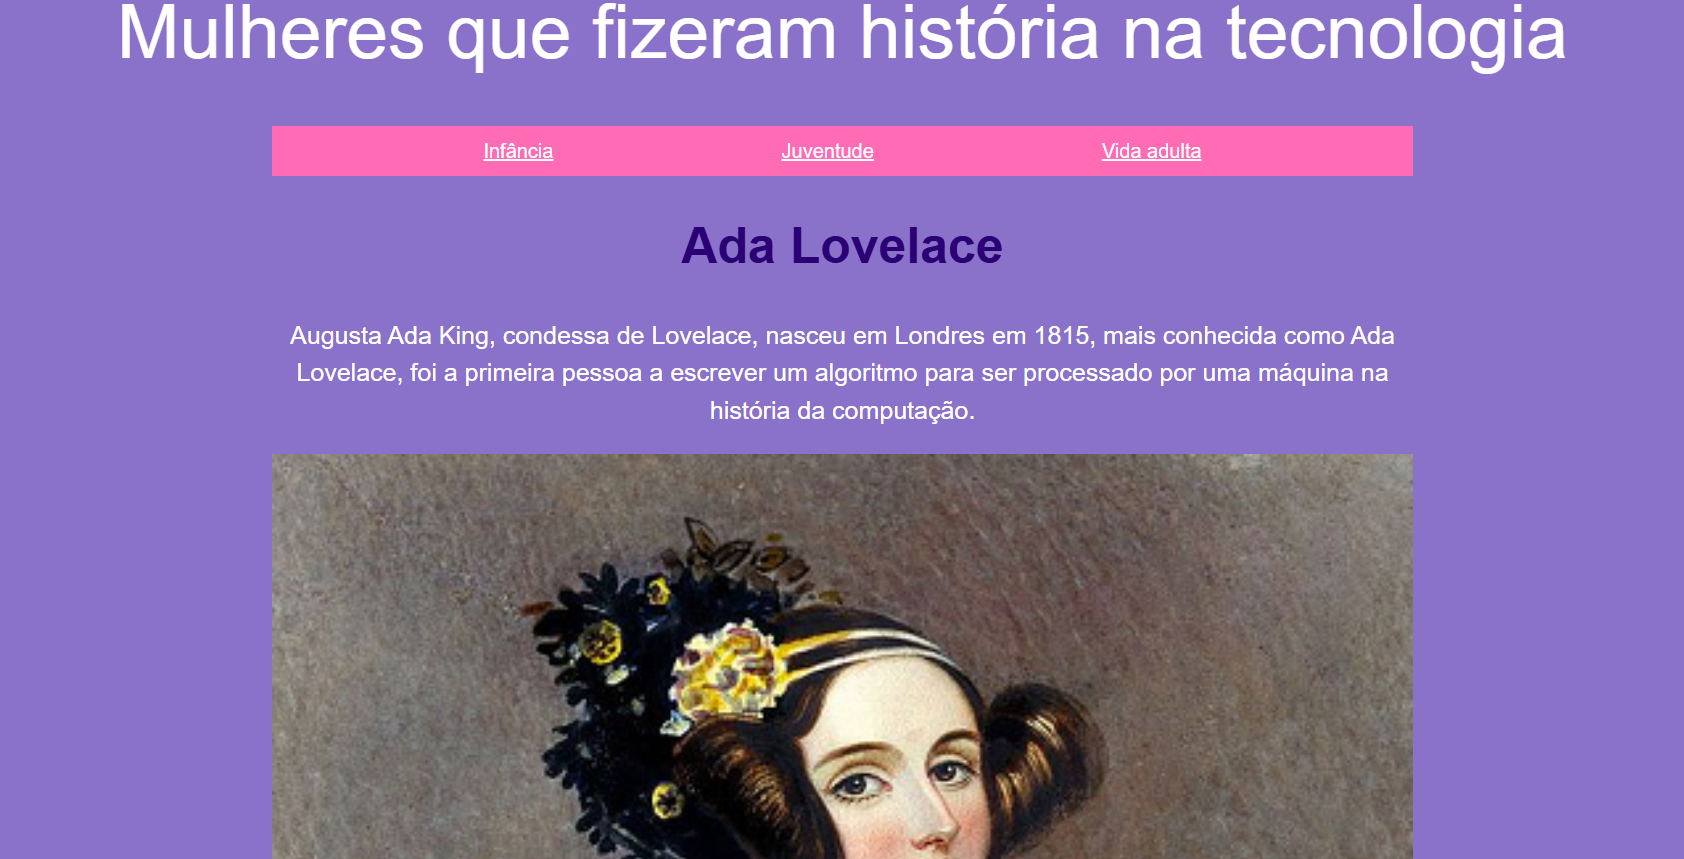 Mulheres que fizeram história na tecnologia
Infância Juventude Vida adulta
Ada Lovelace
Augusta Ada King, condessa de Lovelace, nasceu em Londres em 1815, mais conhecida como Ada
Lovelace, foi a primeira pessoa a escrever um algoritmo para ser processado por uma máquina na
história da computação.